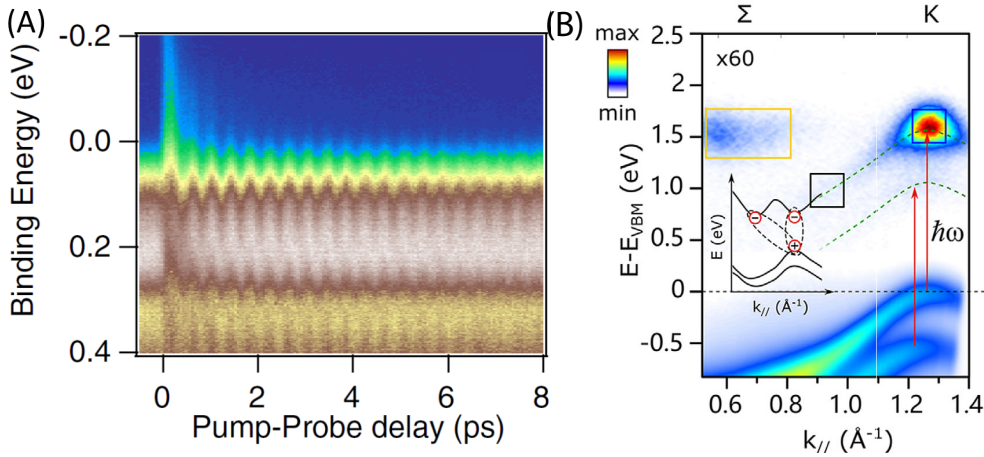 (A)
-0.2
0.0
0.2
0.4
Binding Energy (eV)
0 2 4 6 8
Pump-Probe delay (ps)
(B)
Σ K
max
min
x60
2.5
2
1.5
1.0
0.5
0
-0.5
E-E_VBM (eV)
ħω
E (eV)
k// (Å⁻¹)
− −
+
0.6 0.8 1.0 1.2 1.4
k// (Å⁻¹)